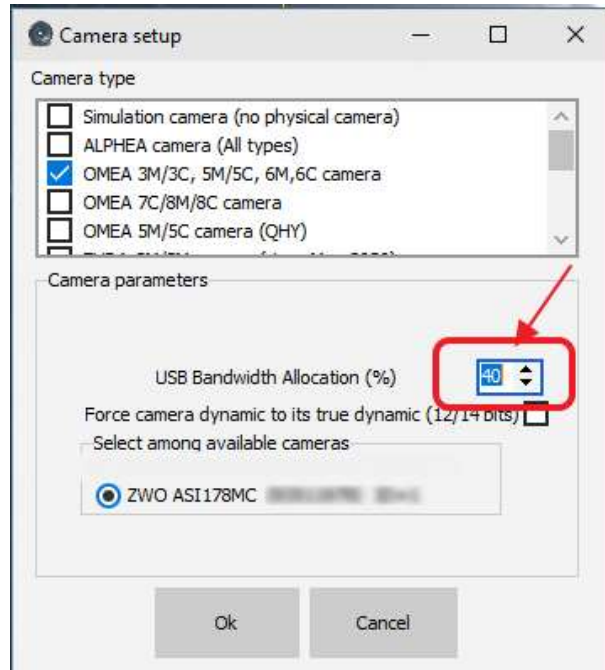 Camera setup
Camera type
Simulation camera (no physical camera)
ALPHEA camera (All types)
OMEA 3M/3C, 5M/5C, 6M,6C camera
OMEA 7C/8M/8C camera
OMEA 5M/5C camera (QHY)
Camera parameters
USB Bandwidth Allocation (%) 40
Force camera dynamic to its true dynamic (12/14 bits)
Select among available cameras
ZWO ASI178MC
Ok Cancel